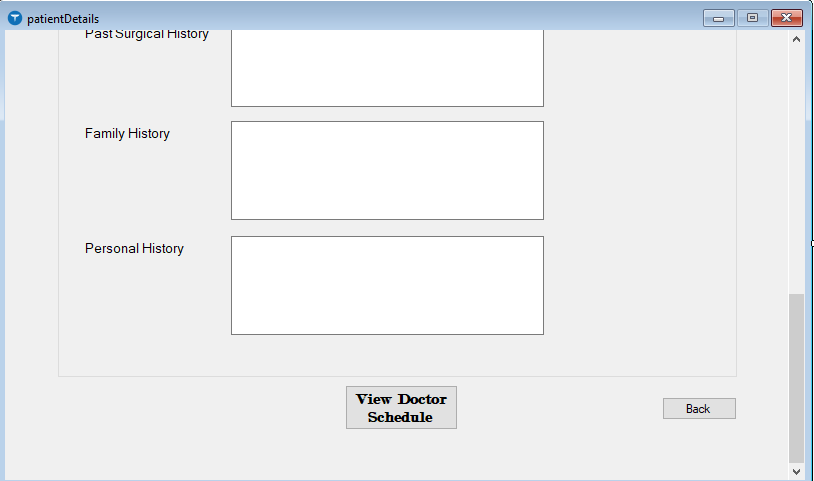 patientDetails
Past Surgical History
Family History
Personal History
View Doctor
Schedule
Back